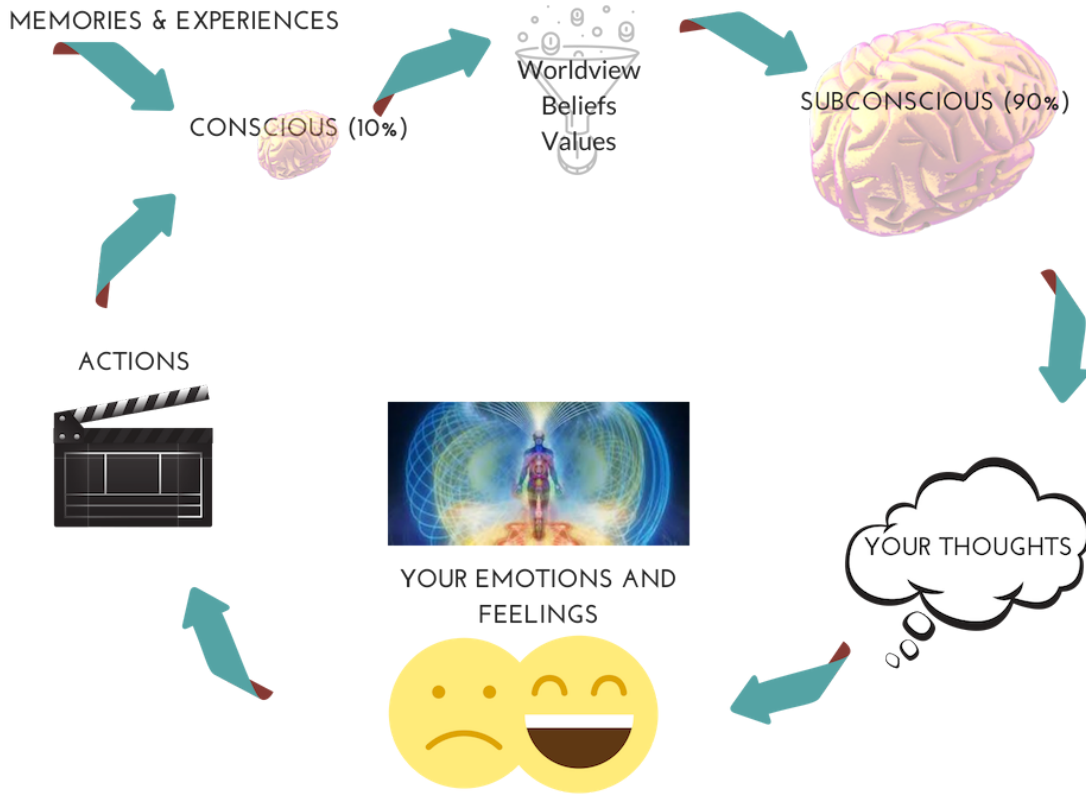 MEMORIES & EXPERIENCES
CONSCIOUS (10%)
Worldview
Beliefs
Values
SUBCONSCIOUS (90%)
YOUR THOUGHTS
YOUR EMOTIONS AND
FEELINGS
ACTIONS